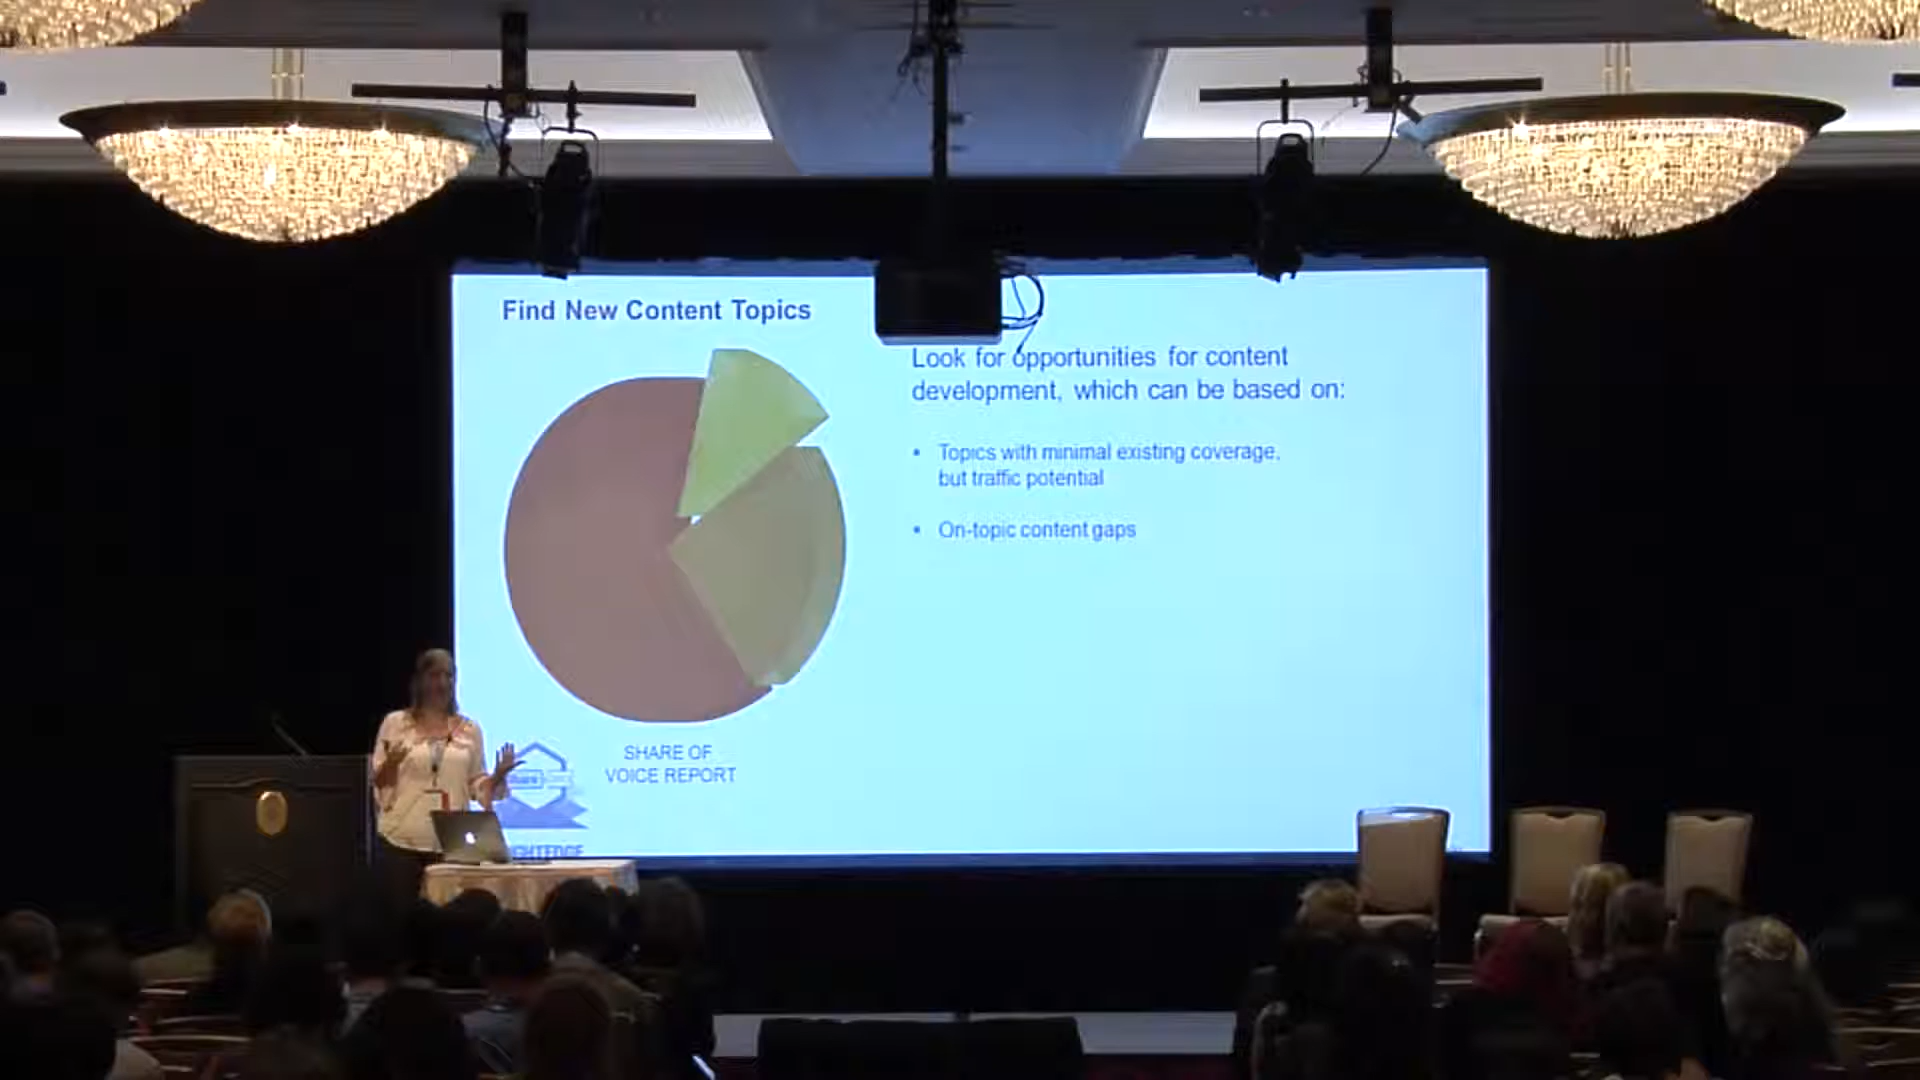 Find New Content Topics
Look for opportunities for content
development, which can be based on:
• Topics with minimal existing coverage,
but traffic potential
• On-topic content gaps
SHARE OF
VOICE REPORT